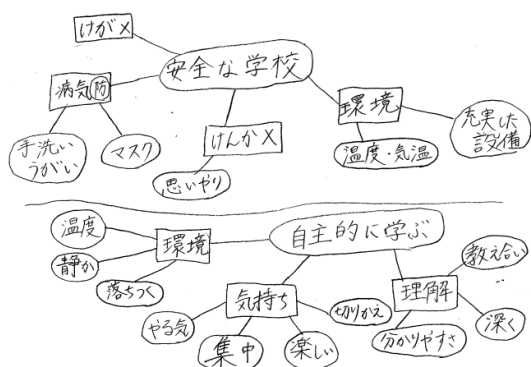 けが×
安全な学校
病気防
環境
充実した
設備
手洗い
うがい
マスク
けんか×
温度・気温
思いやり
温度
環境
自主的に学ぶ
教え合い
静か
落ちつく
気持ち
切りかえ
理解
やる気
集中
楽しい
分かりやすさ
深く